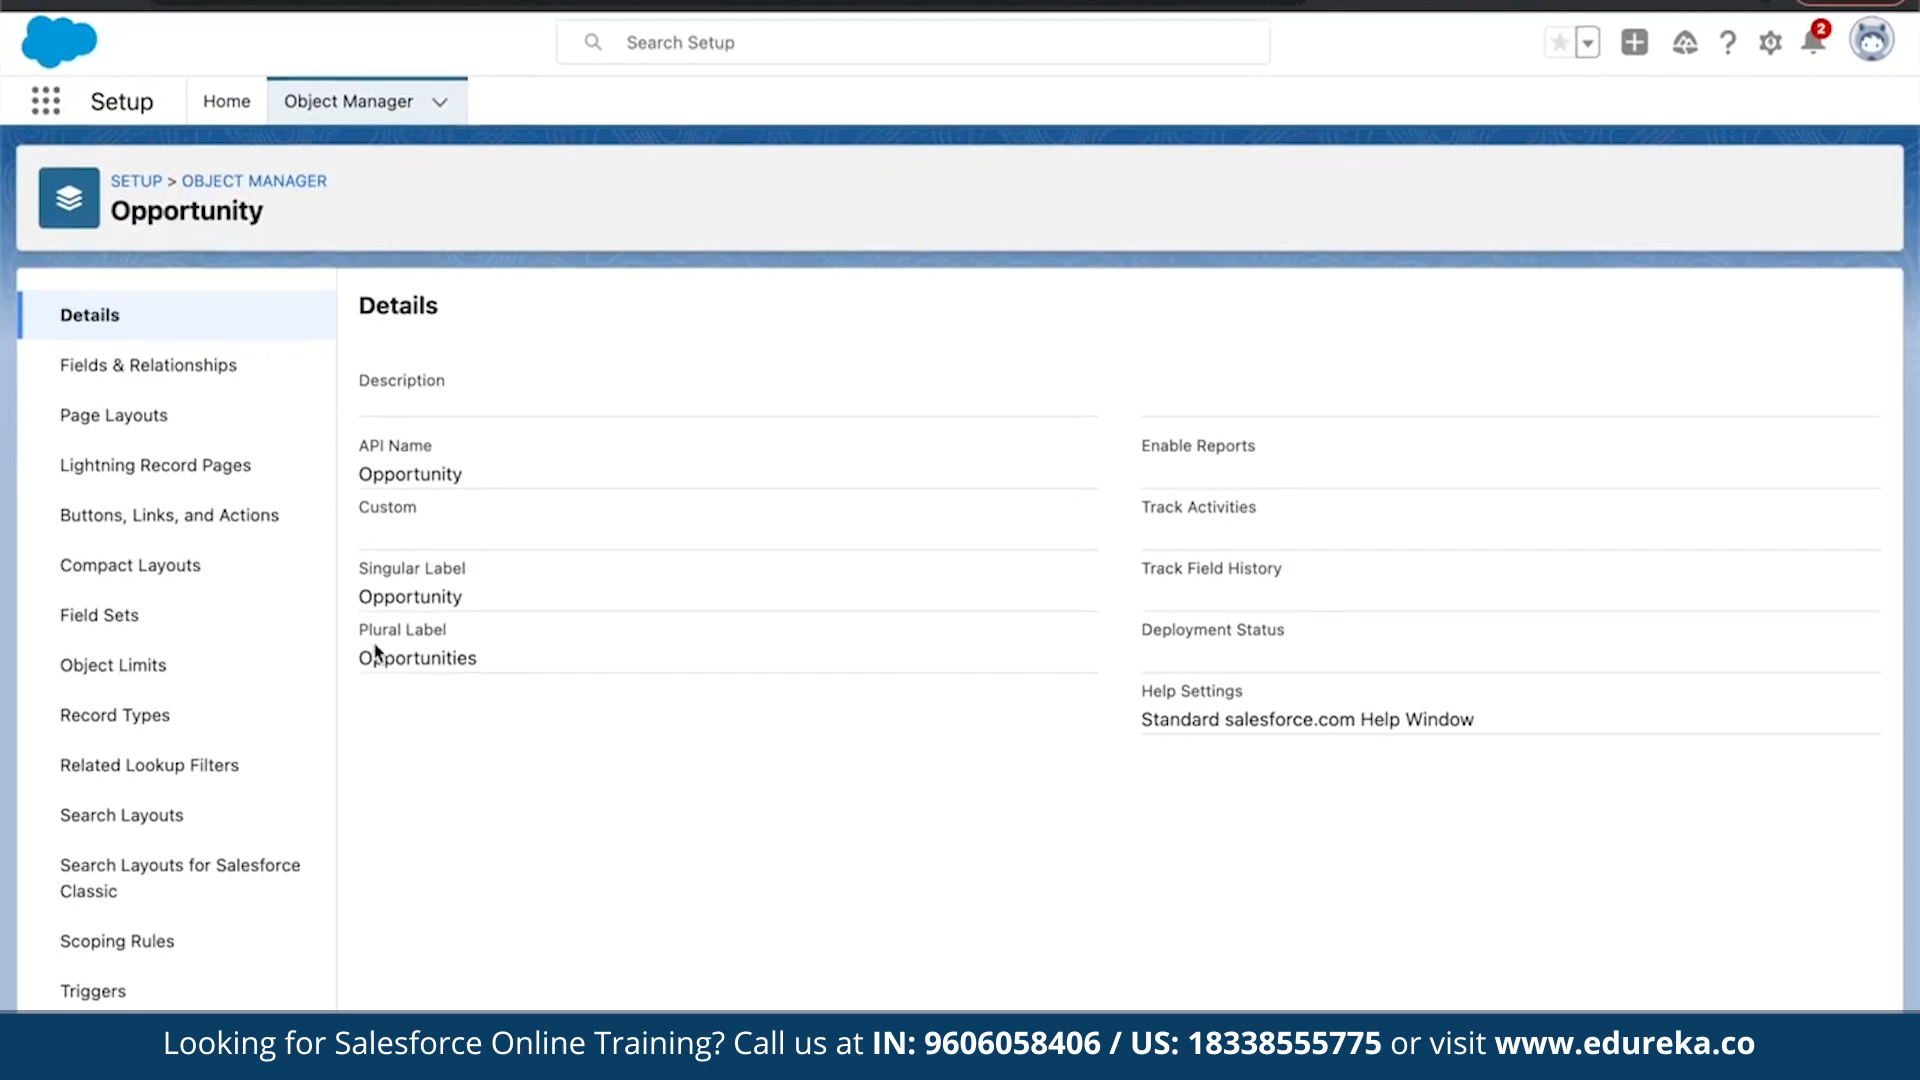 Search Setup
2
Setup
Home
Object Manager
SETUP > OBJECT MANAGER
Opportunity
Details
Fields & Relationships
Page Layouts
Lightning Record Pages
Buttons, Links, and Actions
Compact Layouts
Field Sets
Object Limits
Record Types
Related Lookup Filters
Search Layouts
Search Layouts for Salesforce
Classic
Scoping Rules
Triggers
Details
Description
API Name
Opportunity
Custom
Singular Label
Opportunity
Plural Label
Opportunities
Enable Reports
Track Activities
Track Field History
Deployment Status
Help Settings
Standard salesforce.com Help Window
Looking for Salesforce Online Training? Call us at IN: 9606058406 / US: 18338555775 or visit www.edureka.co